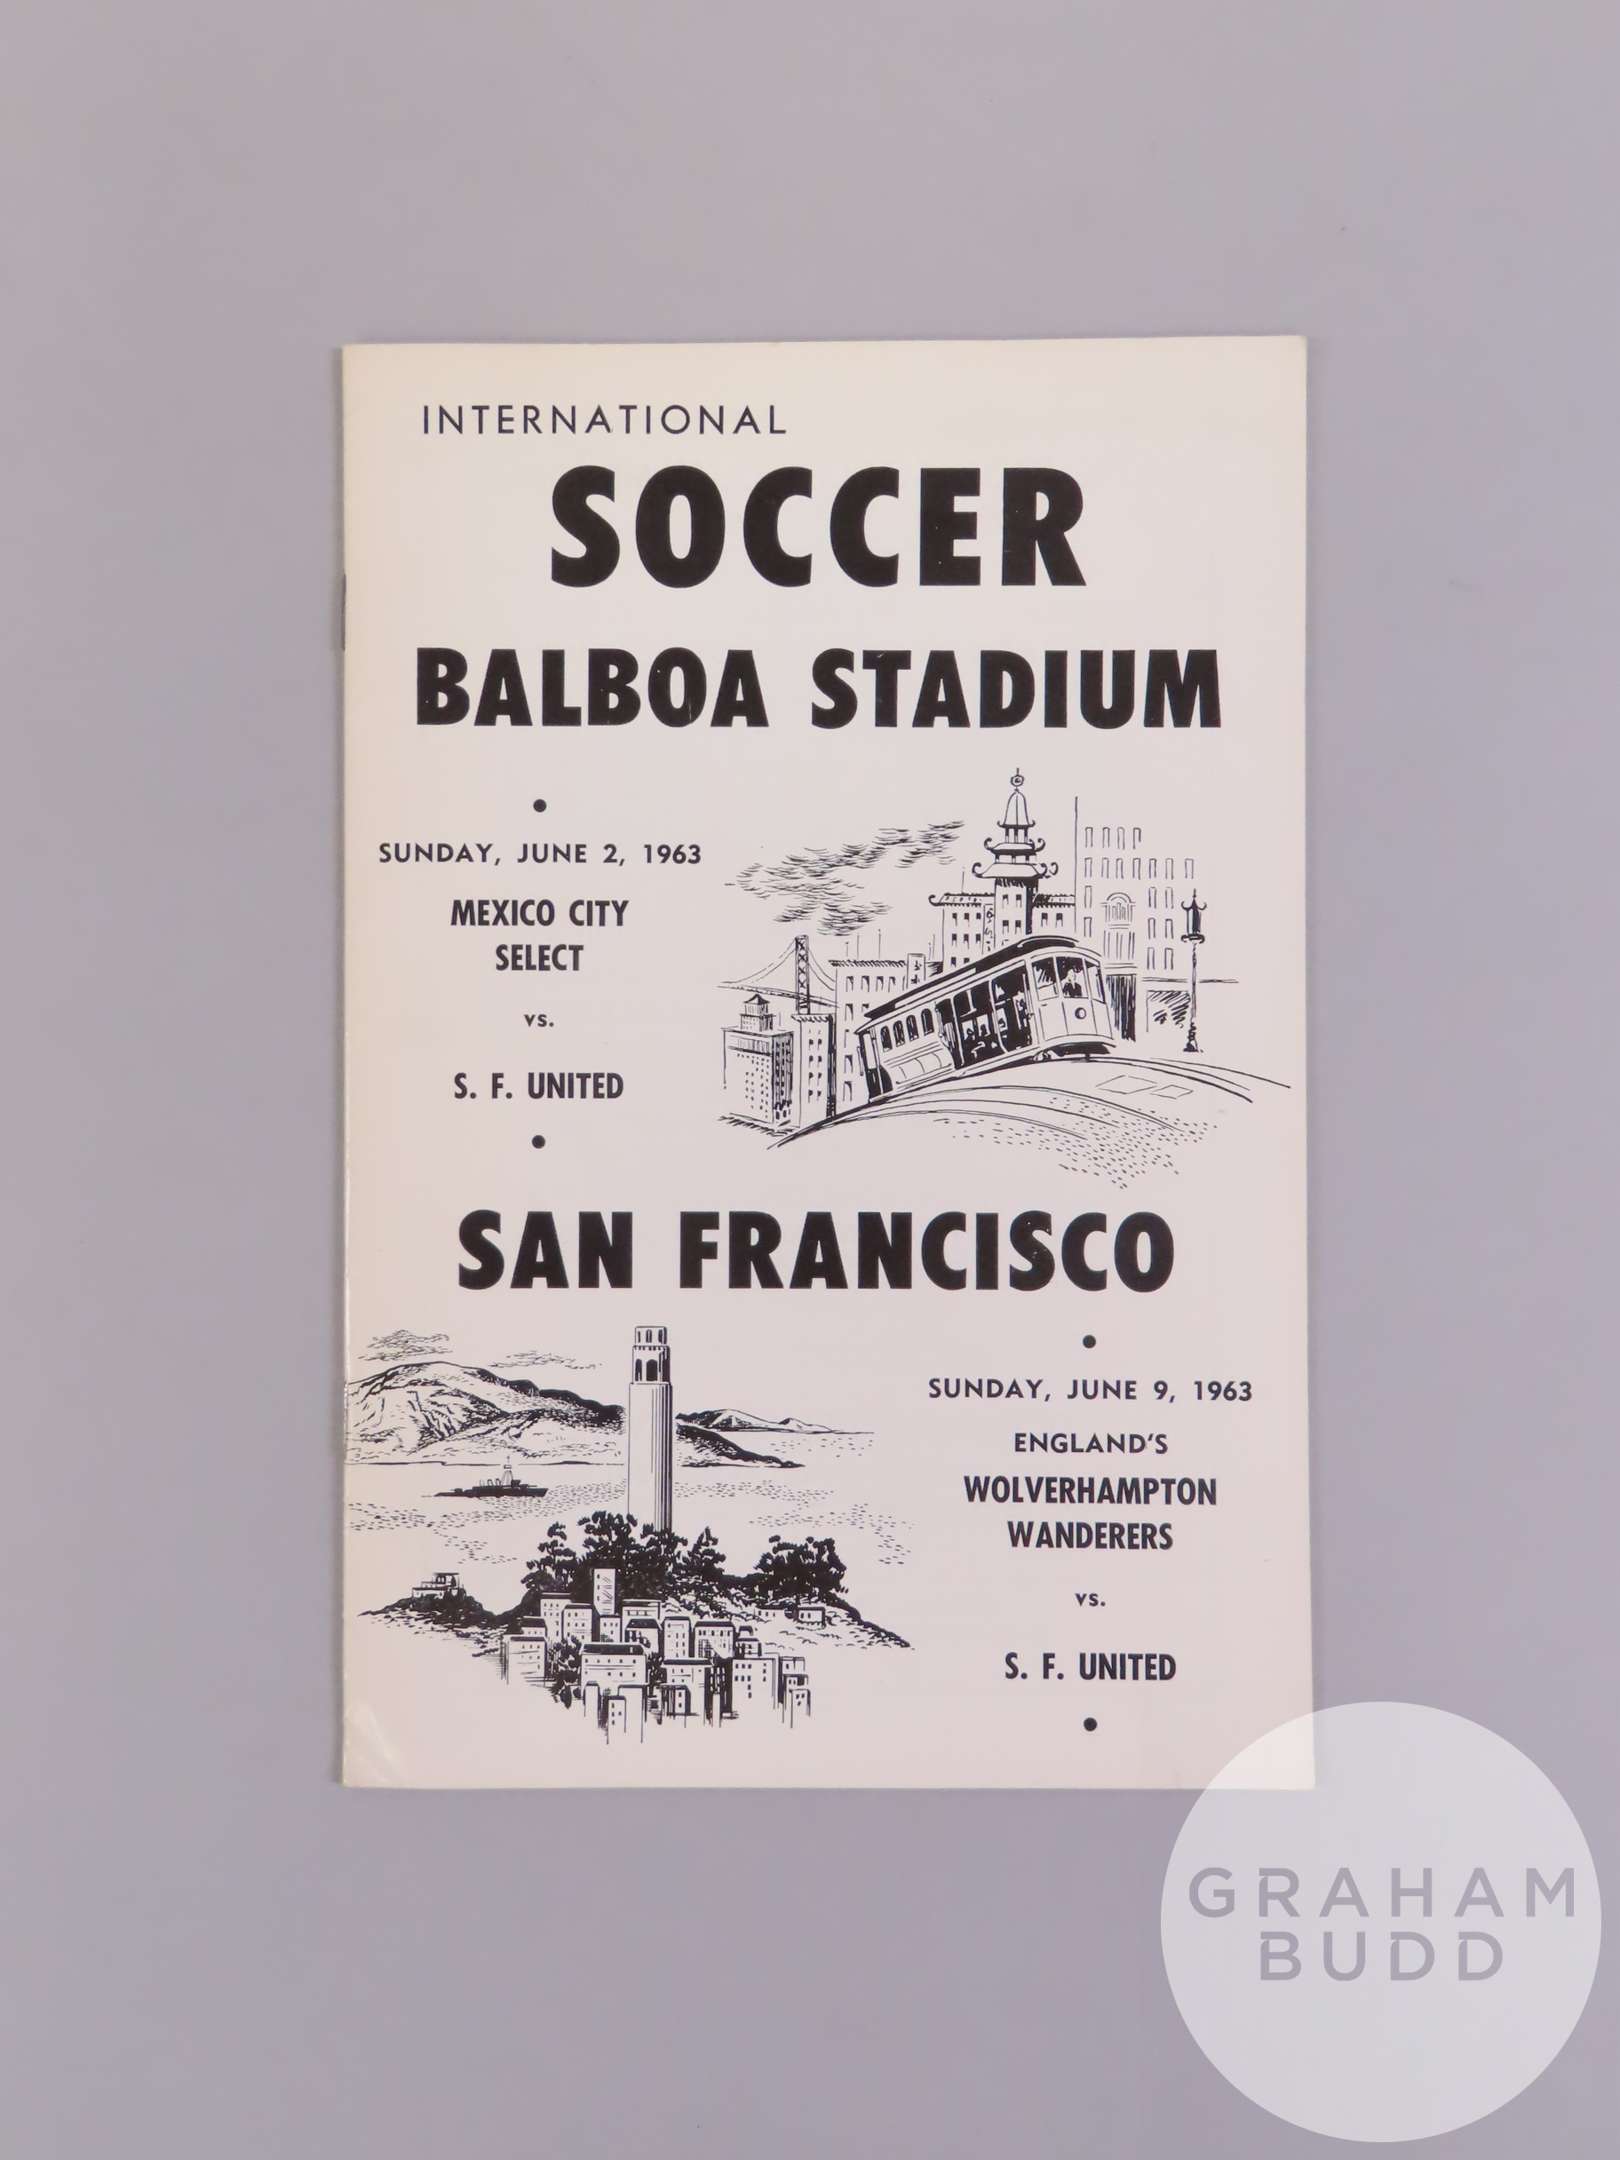 INTERNATIONAL
SOCCER
BALBOA STADIUM
SUNDAY, JUNE 2, 1963
MEXICO CITY
SELECT
vs.
S. F. UNITED
SAN FRANCISCO
SUNDAY, JUNE 9, 1963
ENGLAND'S
WOLVERHAMPTON
WANDERERS
vs.
S. F. UNITED
GRAHAM
BUDD